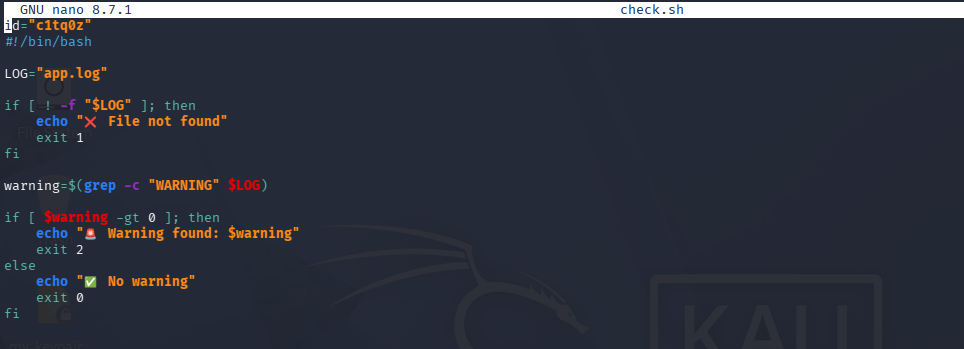 GNU nano 8.7.1 check.sh
id="c1tq0z"
#!/bin/bash
LOG="app.log"
if [ ! -f "$LOG" ]; then
echo "❌ File not found"
exit 1
fi
warning=$(grep -c "WARNING" $LOG)
if [ $warning -gt 0 ]; then
echo "🚨 Warning found: $warning"
exit 2
else
echo "✅ No warning"
exit 0
fi
KALI